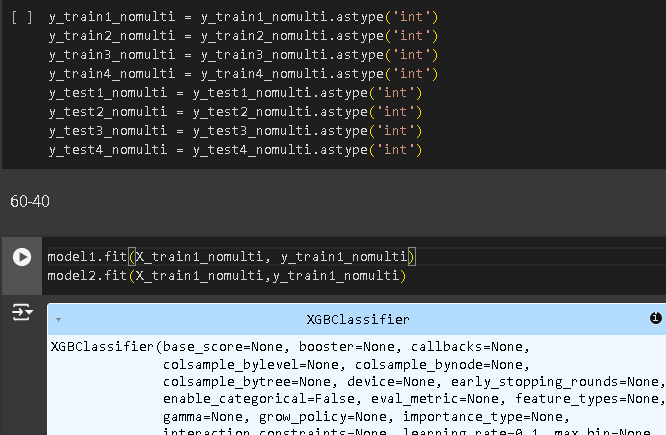 [ ] y_train1_nomulti = y_train1_nomulti.astype('int')
y_train2_nomulti = y_train2_nomulti.astype('int')
y_train3_nomulti = y_train3_nomulti.astype('int')
y_train4_nomulti = y_train4_nomulti.astype('int')
y_test1_nomulti = y_test1_nomulti.astype('int')
y_test2_nomulti = y_test2_nomulti.astype('int')
y_test3_nomulti = y_test3_nomulti.astype('int')
y_test4_nomulti = y_test4_nomulti.astype('int')
60-40
model1.fit(X_train1_nomulti, y_train1_nomulti)
model2.fit(X_train1_nomulti,y_train1_nomulti)
XGBClassifier
XGBClassifier(base_score=None, booster=None, callbacks=None,
colsample_bylevel=None, colsample_bynode=None,
colsample_bytree=None, device=None, early_stopping_rounds=None,
enable_categorical=False, eval_metric=None, feature_types=None,
gamma=None, grow_policy=None, importance_type=None,
interaction_constraints=None, learning_rate=0.1, max_bin=None,